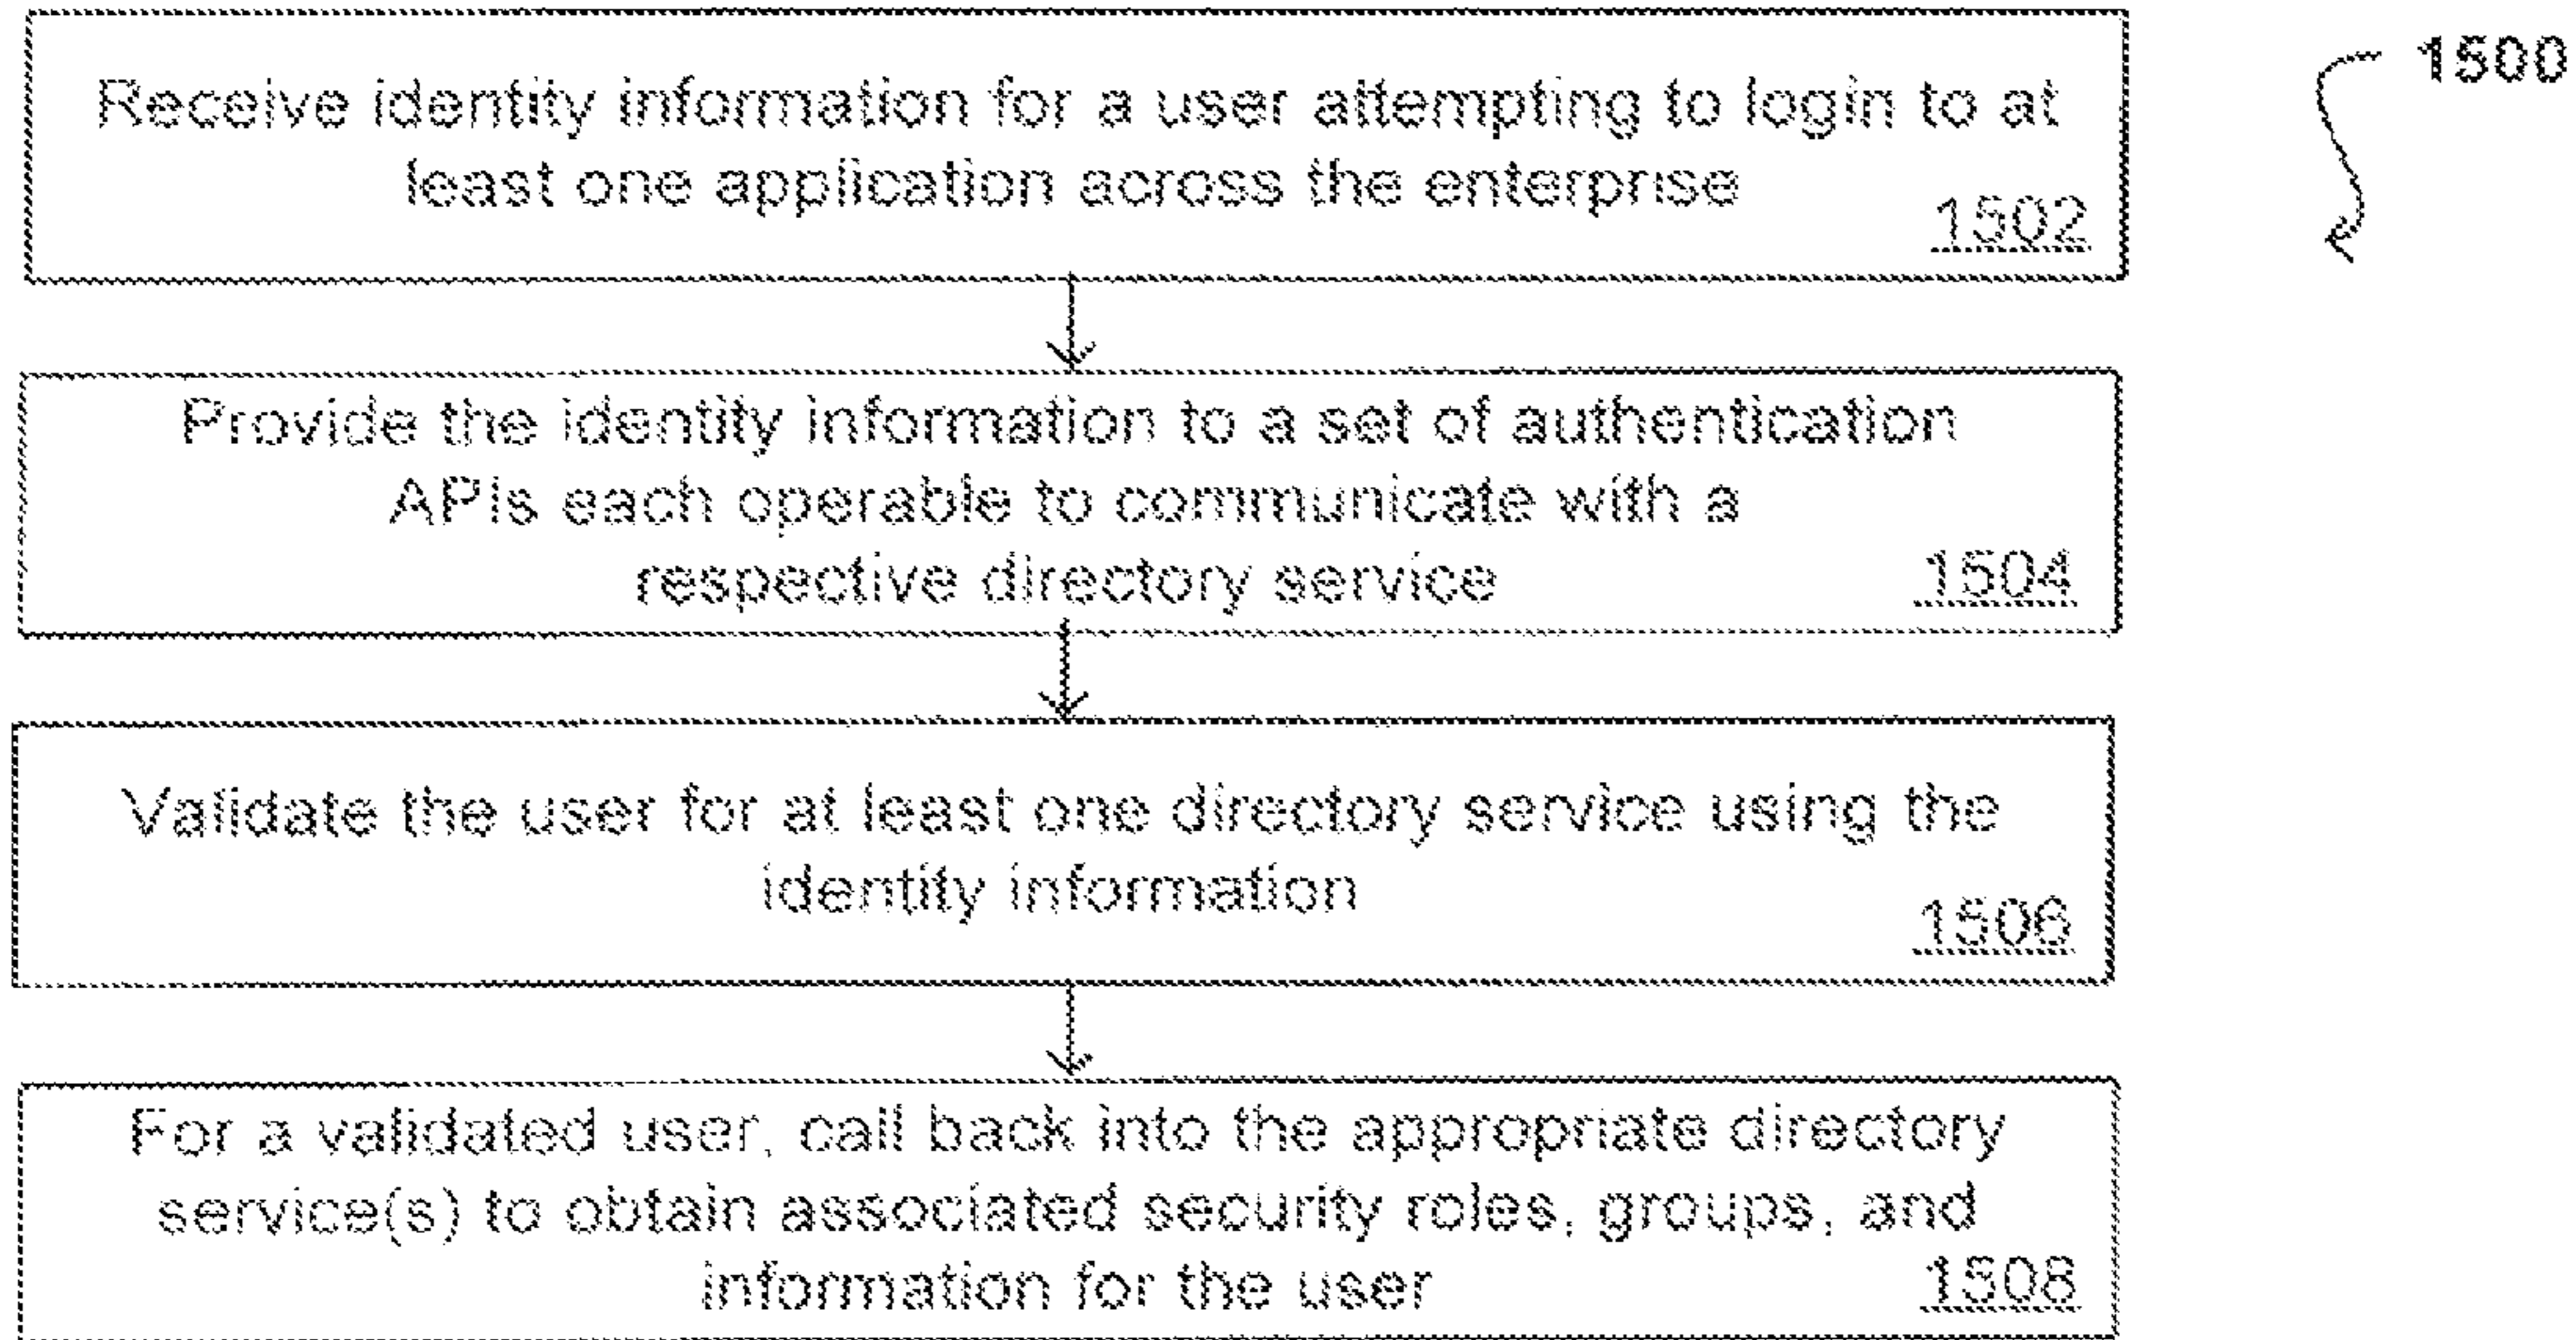 1500
Receive identity information for a user attempting to login to at
least one application across the enterprise
1502
Provide the identity information to a set of authentication
APIs each operable to communicate with a
respective directory service
1504
Validate the user for at least one directory service using the
identity information
1506
For a validated user, call back into the appropriate directory
service(s) to obtain associated security roles, groups, and
information for the user
1508